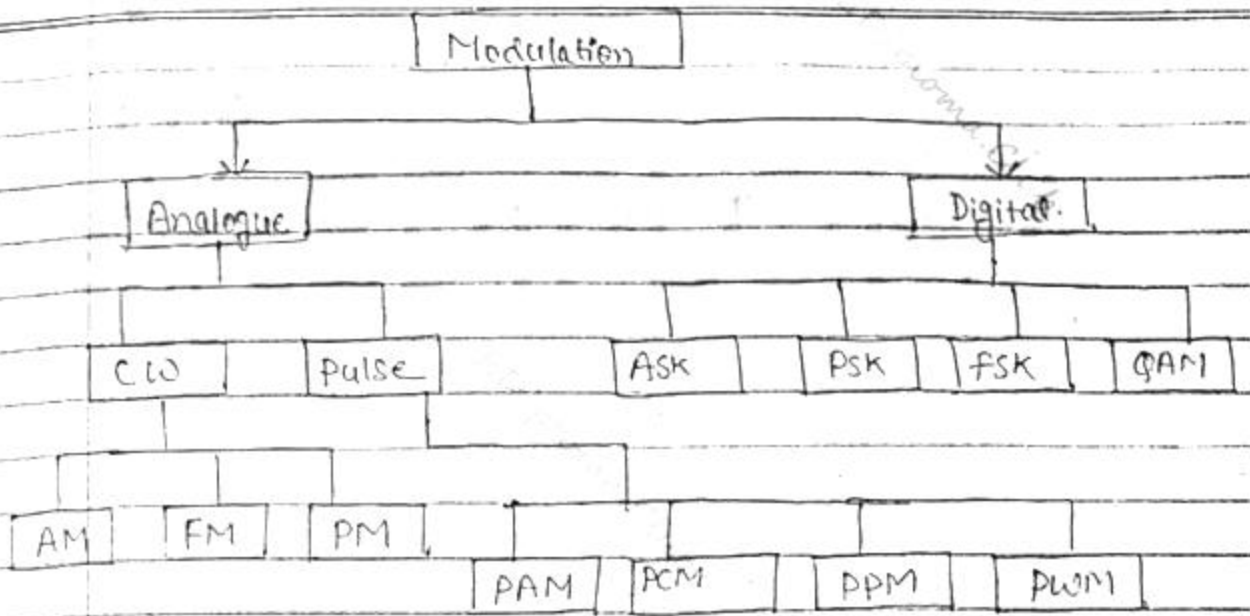 Modulation
Analogue Digital.
CW Pulse ASK PSK FSK QAM
AM FM PM
PAM PCM PPM PWM